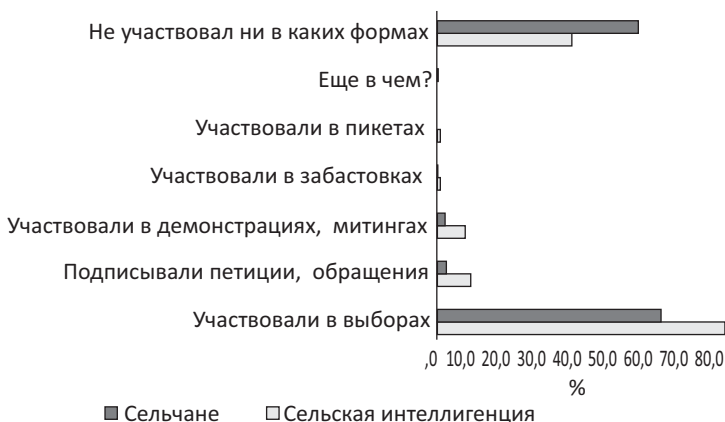 Не участвовал ни в каких формах
Еще в чем?
Участвовали в пикетах
Участвовали в забастовках
Участвовали в демонстрациях, митингах
Подписывали петиции, обращения
Участвовали в выборах
,0 10,0 20,0 30,0 40,0 50,0 60,0 70,0 80,0
%
Сельчане Сельская интеллигенция